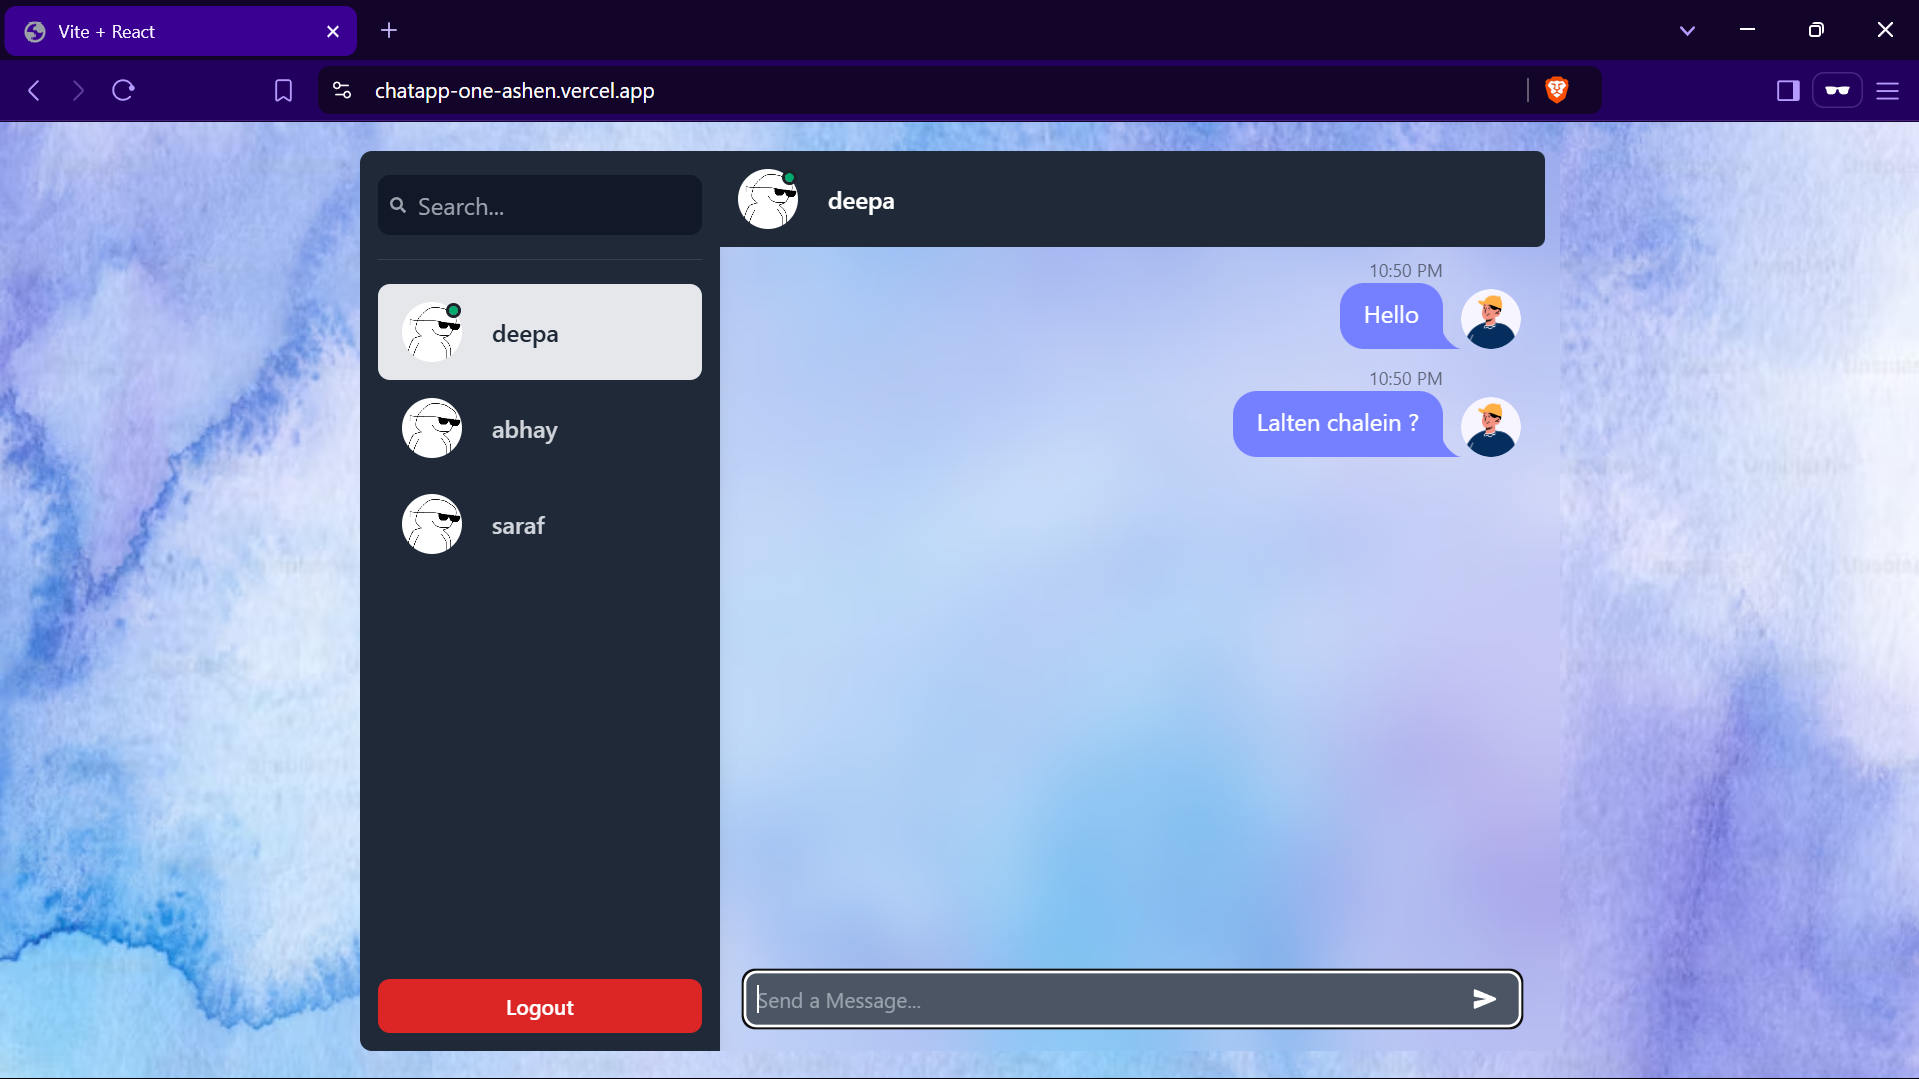 Vite + React
chatapp-one-ashen.vercel.app
Search...
deepa
abhay
saraf
Logout
deepa
10:50 PM
Hello
10:50 PM
Lalten chalein ?
Send a Message...